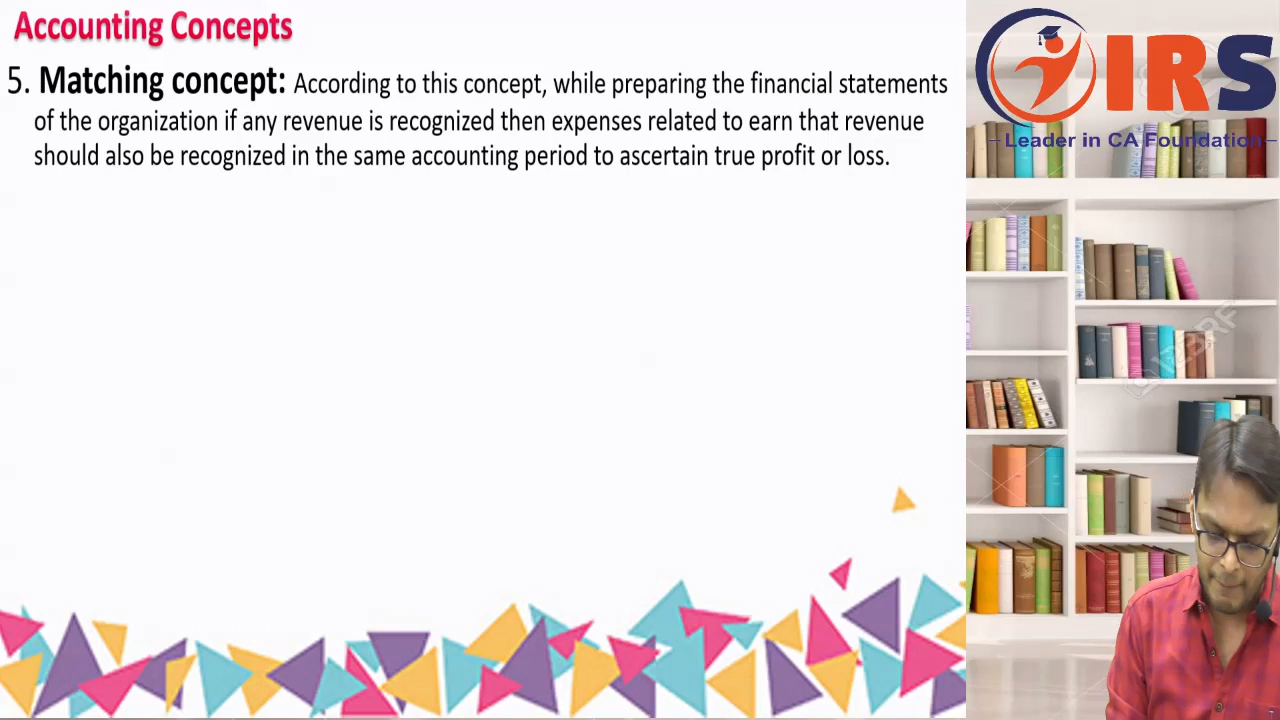 Accounting Concepts
5. Matching concept: According to this concept, while preparing the financial statements
of the organization if any revenue is recognized then expenses related to earn that revenue
should also be recognized in the same accounting period to ascertain true profit or loss.
IRS
Leader in CA Foundation
123RF